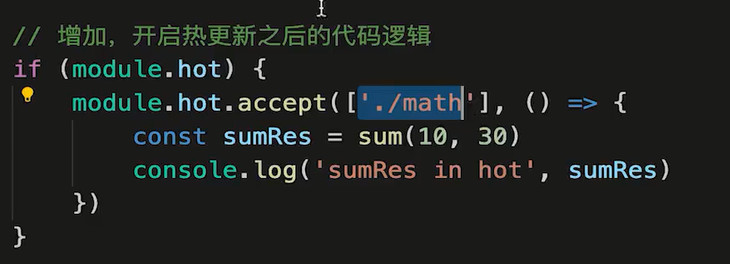 // 增加，开启热更新之后的代码逻辑
if (module.hot) {
    module.hot.accept(['./math'], () => {
        const sumRes = sum(10, 30)
        console.log('sumRes in hot', sumRes)
    })
}